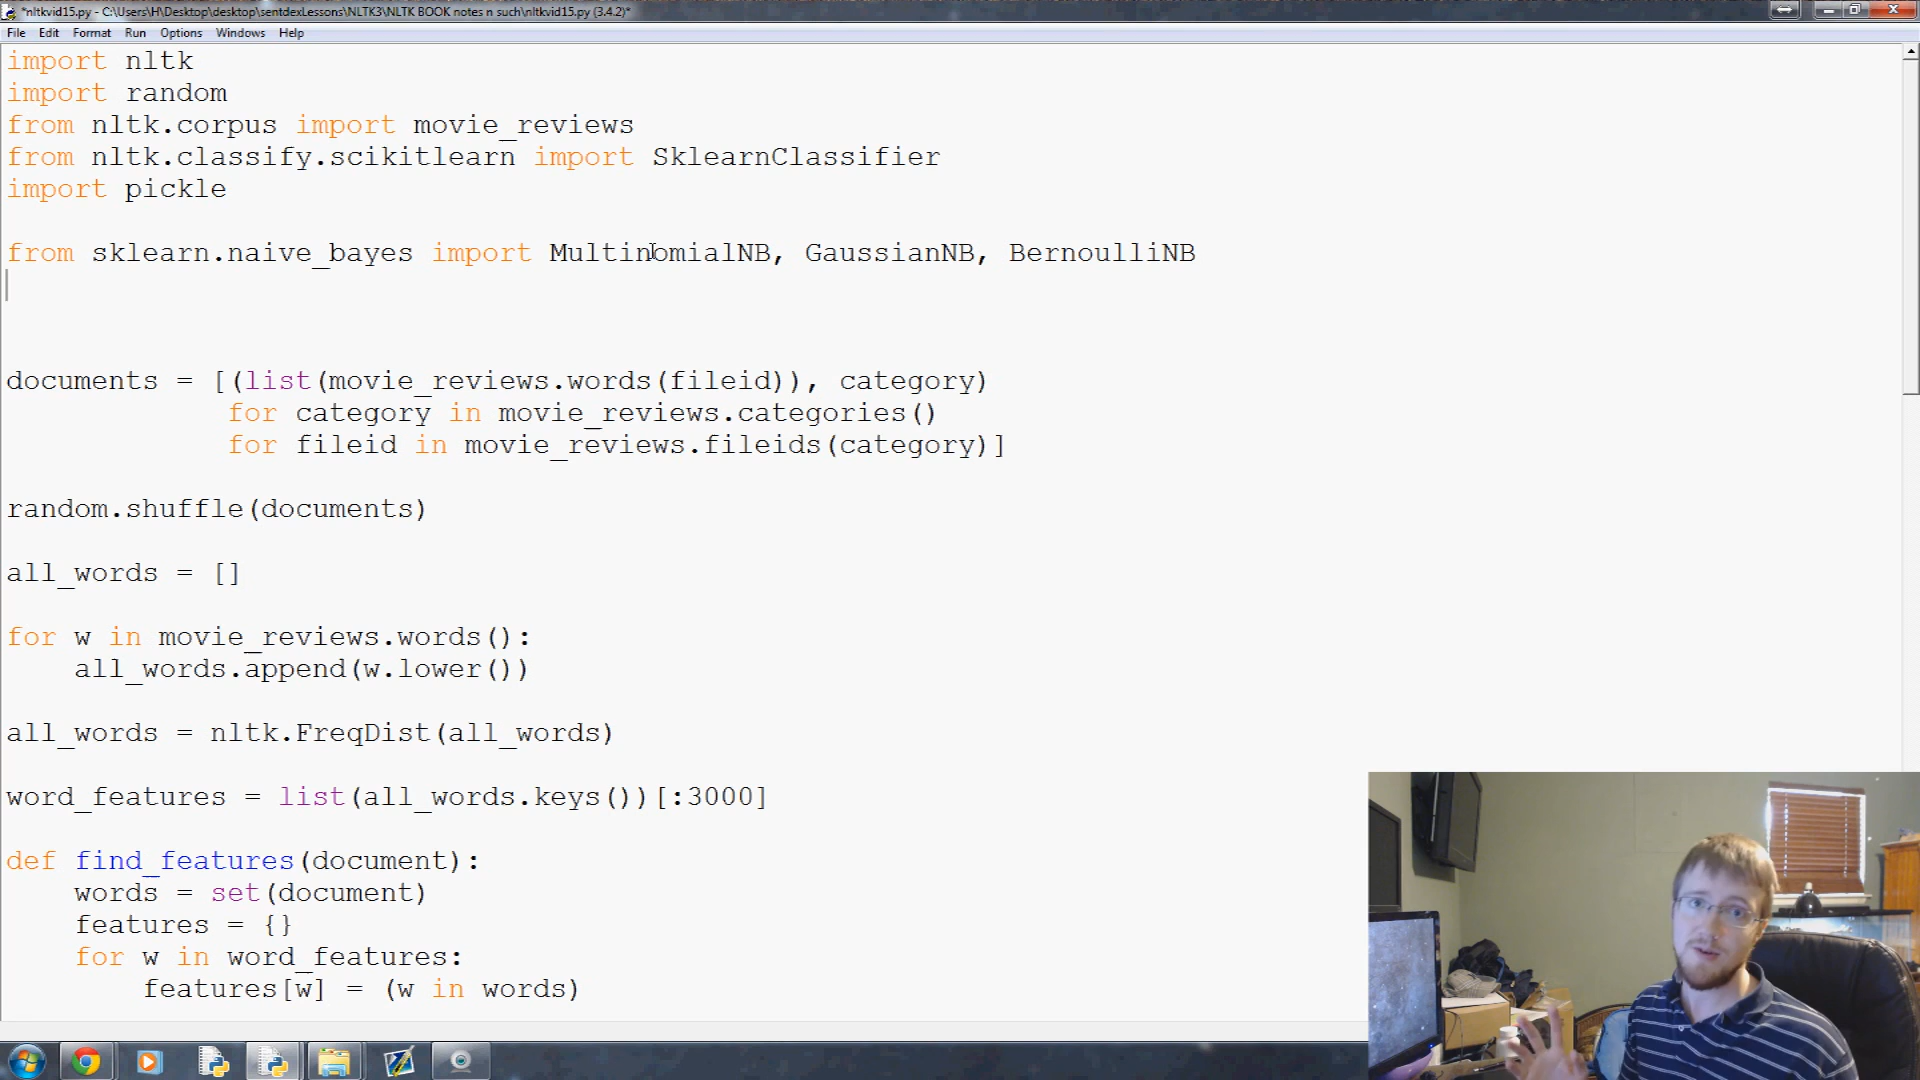 *nltkvid15.py - C:\Users\H\Desktop\desktop\sentdexLessons\NLTK3\NLTK BOOK notes n such\nltkvid15.py (3.4.2)*
File Edit Format Run Options Windows Help
import nltk
import random
from nltk.corpus import movie_reviews
from nltk.classify.scikitlearn import SklearnClassifier
import pickle
from sklearn.naive_bayes import MultinomialNB, GaussianNB, BernoulliNB
documents = [(list(movie_reviews.words(fileid)), category)
for category in movie_reviews.categories()
for fileid in movie_reviews.fileids(category)]
random.shuffle(documents)
all_words = []
for w in movie_reviews.words():
all_words.append(w.lower())
all_words = nltk.FreqDist(all_words)
word_features = list(all_words.keys())[:3000]
def find_features(document):
words = set(document)
features = {}
for w in word_features:
features[w] = (w in words)